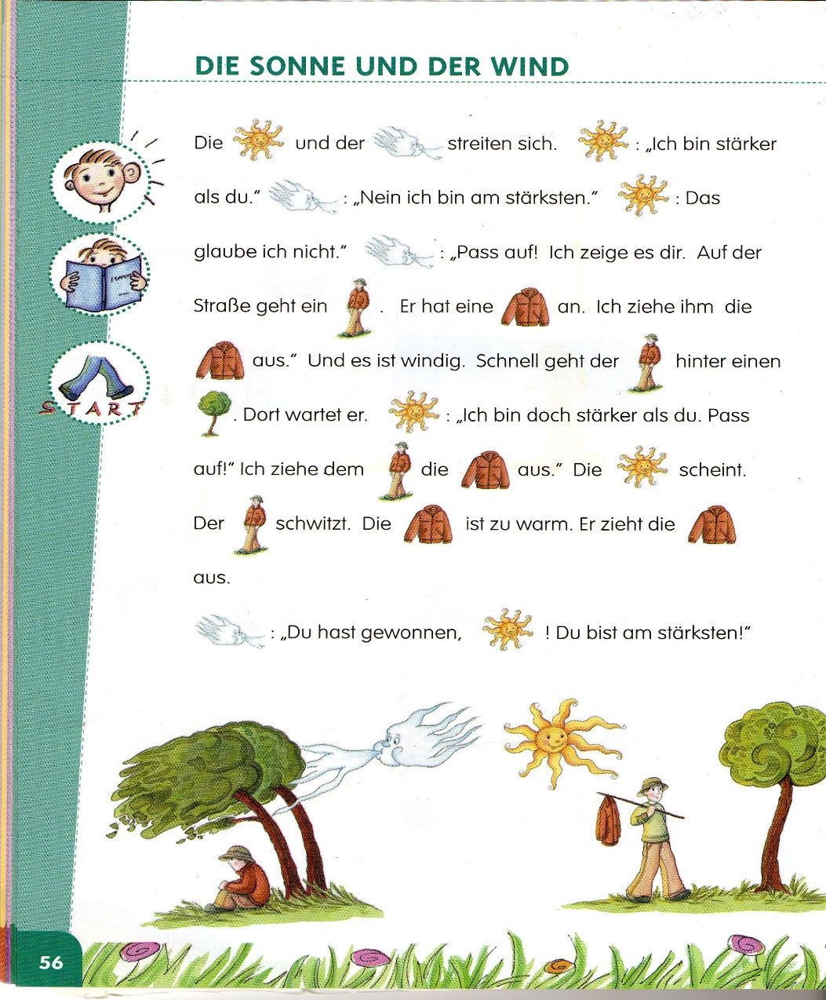 DIE SONNE UND DER WIND
Die und der streiten sich. : „Ich bin stärker
als du.” : „Nein ich bin am stärksten.” : Das
glaube ich nicht.” : „Pass auf! Ich zeige es dir. Auf der
Straße geht ein . Er hat eine an. Ich ziehe ihm die
aus.” Und es ist windig. Schnell geht der hinter einen
. Dort wartet er. : „Ich bin doch stärker als du. Pass
auf!” Ich ziehe dem die aus.” Die scheint.
Der schwitzt. Die ist zu warm. Er zieht die
aus.
: „Du hast gewonnen, ! Du bist am stärksten!”
START
56